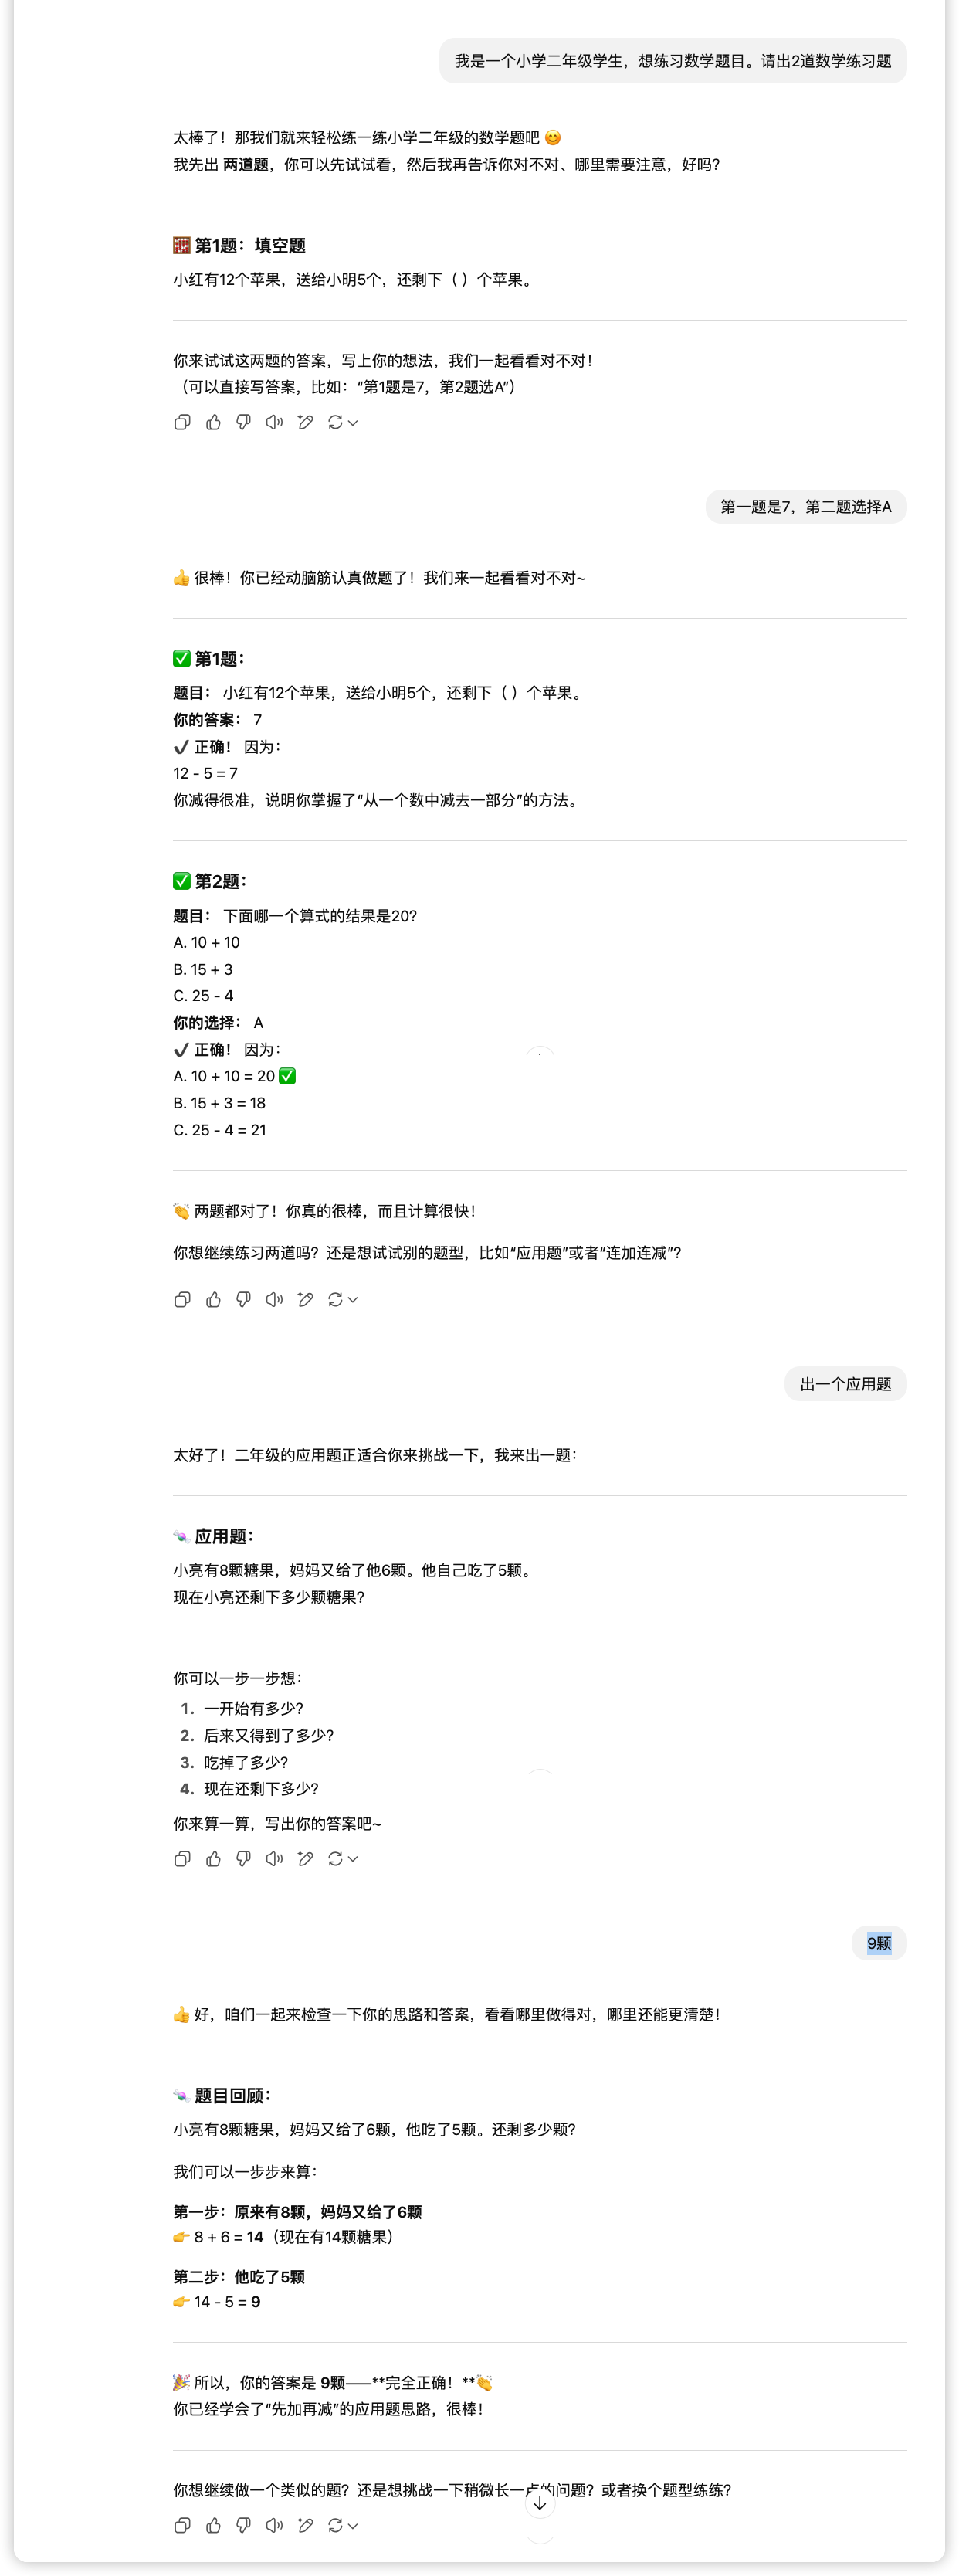 我是一个小学二年级学生，想练习数学题目。请出2道数学练习题
太棒了！那我们就来轻松练一练小学二年级的数学题吧 😊
我先出 两道题，你可以先试试看，然后我再告诉你对不对、哪里需要注意，好吗？
🧮 第1题：填空题
小红有12个苹果，送给小明5个，还剩下（ ）个苹果。
你来试试这两题的答案，写上你的想法，我们一起看看对不对！
（可以直接写答案，比如：“第1题是7，第2题选A”）
第一题是7，第二题选择A
👍 很棒！你已经动脑筋认真做题了！我们来一起看看对不对~
✅ 第1题：
题目： 小红有12个苹果，送给小明5个，还剩下（ ）个苹果。
你的答案： 7
✔ 正确！ 因为：
12 - 5 = 7
你减得很准，说明你掌握了“从一个数中减去一部分”的方法。
✅ 第2题：
题目： 下面哪一个算式的结果是20？
A. 10 + 10
B. 15 + 3
C. 25 - 4
你的选择： A
✔ 正确！ 因为：
A. 10 + 10 = 20 ✅
B. 15 + 3 = 18
C. 25 - 4 = 21
👏 两题都对了！你真的很棒，而且计算很快！
你想继续练习两道吗？还是想试试别的题型，比如“应用题”或者“连加连减”？
出一个应用题
太好了！二年级的应用题正适合你来挑战一下，我来出一题：
🍬 应用题：
小亮有8颗糖果，妈妈又给了他6颗。他自己吃了5颗。
现在小亮还剩下多少颗糖果？
你可以一步一步想：
1. 一开始有多少？
2. 后来又得到了多少？
3. 吃掉了多少？
4. 现在还剩下多少？
你来算一算，写出你的答案吧~
9颗
👍 好，咱们一起来检查一下你的思路和答案，看看哪里做得对，哪里还能更清楚！
🍬 题目回顾：
小亮有8颗糖果，妈妈又给了6颗，他吃了5颗。还剩多少颗？
我们可以一步步来算：
第一步：原来有8颗，妈妈又给了6颗
👉 8 + 6 = 14（现在有14颗糖果）
第二步：他吃了5颗
👉 14 - 5 = 9
🎉 所以，你的答案是 9颗——**完全正确！**👏
你已经学会了“先加再减”的应用题思路，很棒！
你想继续做一个类似的题？还是想挑战一下稍微长一点的问题？或者换个题型练练？